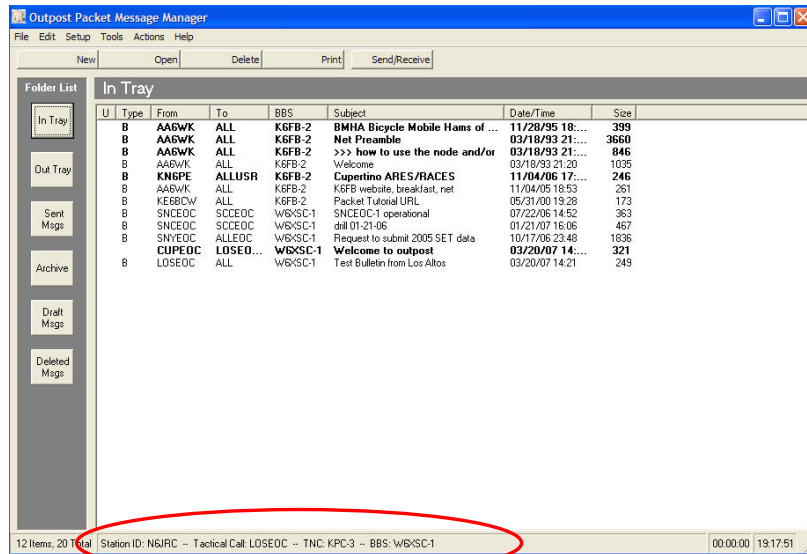 Outpost Packet Message Manager
File Edit Setup Tools Actions Help
New Open Delete Print Send/Receive
Folder List In Tray
In Tray
Out Tray
Sent Msgs
Archive
Draft Msgs
Deleted Msgs
U Type From To BBS Subject Date/Time Size
B AA6WK ALL K6FB-2 BMHA Bicycle Mobile Hams of ... 11/28/95 18:... 399
B AA6WK ALL K6FB-2 Net Preamble 03/18/93 21:... 3660
B AA6WK ALL K6FB-2 >>> how to use the node and/or 03/18/93 21:... 846
B AA6WK ALL K6FB-2 Welcome 03/18/93 21:20 1035
B KN6PE ALLUSR K6FB-2 Cupertino ARES/RACES 11/04/06 17:... 246
B AA6WK ALL K6FB-2 K6FB website, breakfast, net 11/04/05 18:53 261
B KE6BCW ALL K6FB-2 Packet Tutorial URL 05/31/00 19:28 173
B SNCEOC SCCEOC W6XSC-1 SNCEOC-1 operational 07/22/06 14:52 363
B SNCEOC SCCEOC W6XSC-1 drill 01-21-06 01/21/07 16:06 467
B SNYEOC ALLEOC W6XSC-1 Request to submit 2005 SET data 10/17/06 23:48 1836
CUPEOC LOSEO... W6XSC-1 Welcome to outpost 03/20/07 14:... 321
B LOSEOC ALL W6XSC-1 Test Bulletin from Los Altos 03/20/07 14:21 249
12 Items, 20 Total Station ID: N6JRC -- Tactical Call: LOSEOC -- TNC: KPC-3 -- BBS: W6XSC-1 00:00:00 19:17:51